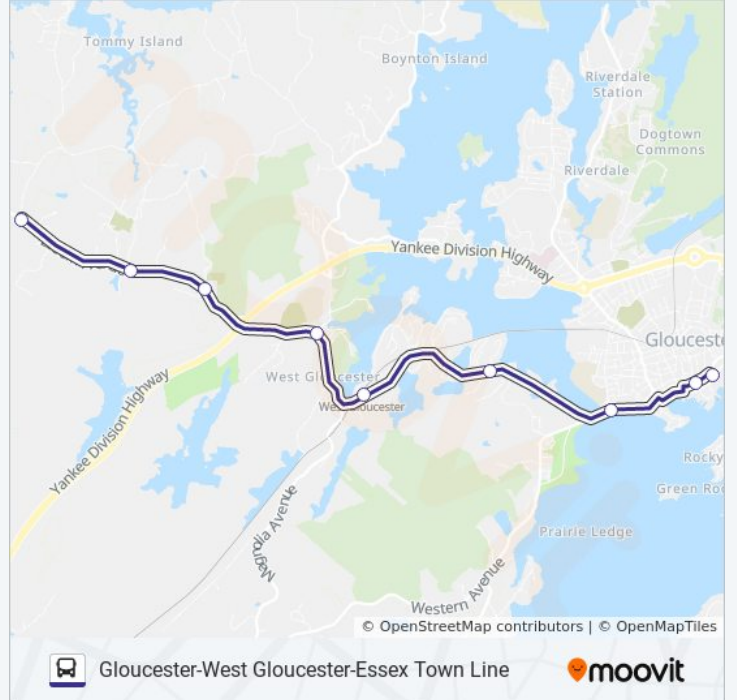 Tommy Island
Boynton Island
Riverdale
Station
Dogtown
Commons
Riverdale
Yankee Division Highway
Gloucest
West Gloucester
West Gloucester
Yankee Division Highway
Rocky
Green Roc
Magnolia Avenue
Prairie Ledge
Western Avenue
© OpenStreetMap contributors | © OpenMapTiles
Gloucester-West Gloucester-Essex Town Line
moovit